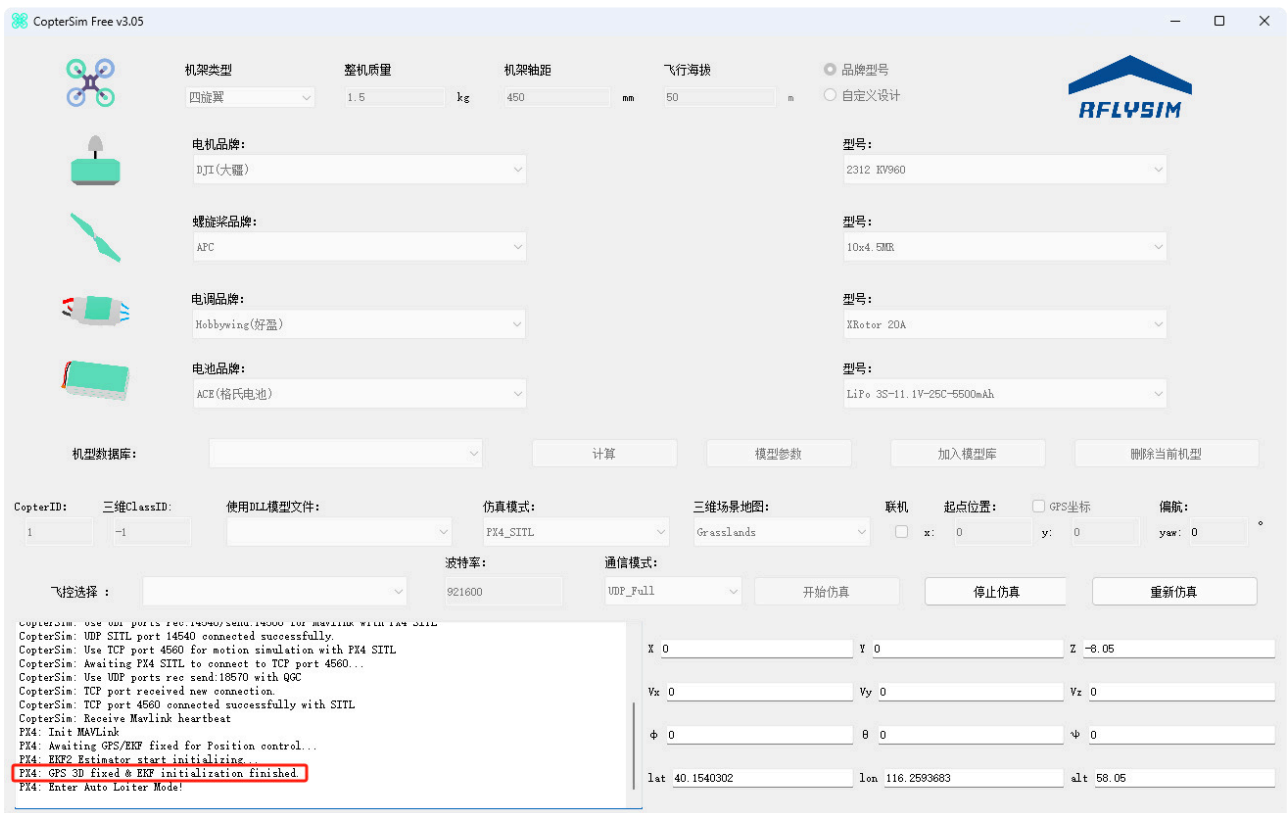 CopterSim Free v3.05
机架类型 整机质量 机架轴距 飞行海拔 品牌型号
四旋翼 1.5 kg 450 mm 50 m 自定义设计
RFLYSIM
电机品牌: 型号:
DJI(大疆) 2312 KV960
螺旋桨品牌: 型号:
APC 10x4.5MR
电调品牌: 型号:
Hobbywing(好盈) XRotor 20A
电池品牌: 型号:
ACE(格氏电池) LiPo 3S-11.1V-25C-5500mAh
机型数据库: 计算 模型参数 加入模型库 删除当前机型
CopterID: 三维ClassID: 使用DLL模型文件: 仿真模式: 三维场景地图: 联机 起点位置: GPS坐标 偏航:
1 -1 PX4_SITL Grasslands x: 0 y: 0 yaw: 0 °
波特率: 通信模式:
飞控选择 : 921600 UDP_Full 开始仿真 停止仿真 重新仿真
CopterSim: Use UDP ports rec:14540/send:14580 for Mavlink with PX4 SITL
CopterSim: UDP SITL port 14540 connected successfully.
CopterSim: Use TCP port 4560 for motion simulation with PX4 SITL
CopterSim: Awaiting PX4 SITL to connect to TCP port 4560...
CopterSim: Use UDP ports rec send:18570 with QGC
CopterSim: TCP port received new connection.
CopterSim: TCP port 4560 connected successfully with SITL
CopterSim: Receive Mavlink heartbeat
PX4: Init MAVLink
PX4: Awaiting GPS/EKF fixed for Position control...
PX4: EKF2 Estimator start initializing...
PX4: GPS 3D fixed & EKF initialization finished.
PX4: Enter Auto Loiter Mode!
X 0 Y 0 Z -8.05
Vx 0 Vy 0 Vz 0
ϕ 0 θ 0 ψ 0
lat 40.1540302 lon 116.2593683 alt 58.05